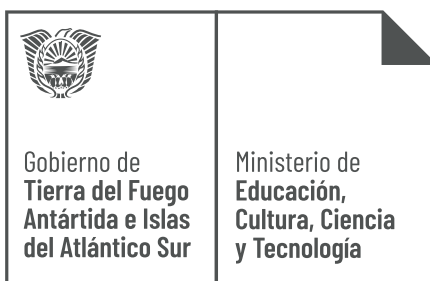 Gobierno de
Tierra del Fuego
Antártida e Islas
del Atlántico Sur
Ministerio de
Educación,
Cultura, Ciencia
y Tecnología